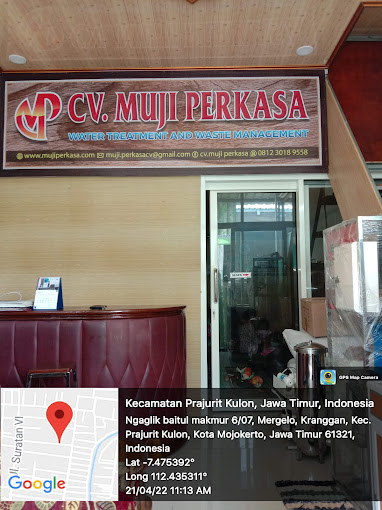 MP CV. MUJI PERKASA
WATER TREATMENT AND WASTE MANAGEMENT
www.mujiperkasa.com muji.perkasacv@gmail.com cv.muji perkasa 0812 3018 9558
GPS Map Camera
Jl. Suratan VI
Google
Kecamatan Prajurit Kulon, Jawa Timur, Indonesia
Ngaglik baitul makmur 6/07, Mergelo, Kranggan, Kec.
Prajurit Kulon, Kota Mojokerto, Jawa Timur 61321,
Indonesia
Lat -7.475392°
Long 112.435311°
21/04/22 11:13 AM